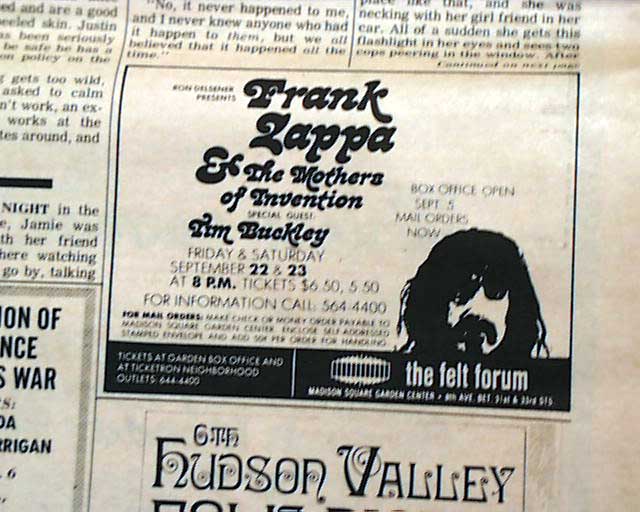 ed and are a good
eeled skin. Justin
as been seriously
be safe he has a
on policy on the
gets too wild,
asked to calm
n't work, an ex-
works at the
tes around, and
NIGHT in the
e, Jamie was
th her friend
here watching
go by, talking
ION OF
NCE
S WAR
S:
DA
RRIGAN
. 6
"No, it never happened to me,
and I never knew anyone who had
it happen to them, but we all
believed that it happened all the
time."
place like that, and she was
necking with her girl friend in her
car. All of a sudden she gets this
flashlight in her eyes and sees two
cops peering in the window. After
Continued on next page
RON DELSENER
PRESENTS
Frank
Zappa
& The Mothers
of Invention
SPECIAL GUEST:
Tim Buckley
FRIDAY & SATURDAY
SEPTEMBER 22 & 23
AT 8 P.M. TICKETS $6.50, 5.50
FOR INFORMATION CALL: 564-4400
BOX OFFICE OPEN
SEPT. 5
MAIL ORDERS
NOW
FOR MAIL ORDERS: MAKE CHECK OR MONEY ORDER PAYABLE TO
MADISON SQUARE GARDEN CENTER. ENCLOSE SELF ADDRESSED
STAMPED ENVELOPE AND ADD 50¢ PER ORDER FOR HANDLING
TICKETS AT GARDEN BOX OFFICE AND
AT TICKETRON NEIGHBORHOOD
OUTLETS: 644-4400
the felt forum
MADISON SQUARE GARDEN CENTER • 8th AVE. BET. 31st & 33rd STS.
6TH
HUDSON VALLEY